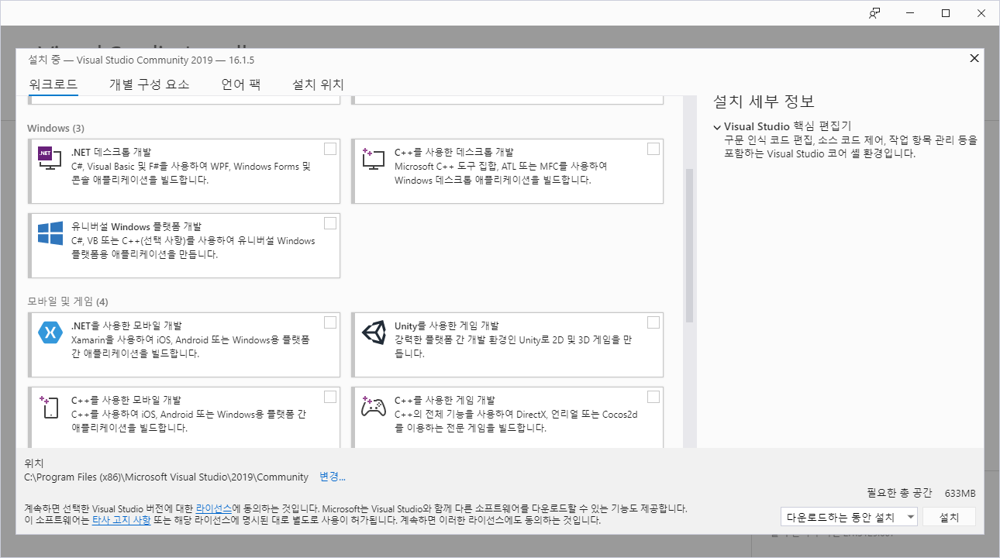 설치 중 — Visual Studio Community 2019 — 16.1.5
워크로드 개별 구성 요소 언어 팩 설치 위치
Windows (3)
.NET
.NET 데스크톱 개발
C#, Visual Basic 및 F#을 사용하여 WPF, Windows Forms 및
콘솔 애플리케이션을 빌드합니다.
C++를 사용한 데스크톱 개발
Microsoft C++ 도구 집합, ATL 또는 MFC를 사용하여
Windows 데스크톱 애플리케이션을 빌드합니다.
유니버설 Windows 플랫폼 개발
C#, VB 또는 C++(선택 사항)를 사용하여 유니버설 Windows
플랫폼용 애플리케이션을 만듭니다.
모바일 및 게임 (4)
.NET을 사용한 모바일 개발
Xamarin을 사용하여 iOS, Android 또는 Windows용 플랫폼
간 애플리케이션을 빌드합니다.
Unity를 사용한 게임 개발
강력한 플랫폼 간 개발 환경인 Unity로 2D 및 3D 게임을 만
듭니다.
C++를 사용한 모바일 개발
C++를 사용하여 iOS, Android 또는 Windows용 플랫폼 간
애플리케이션을 빌드합니다.
C++를 사용한 게임 개발
C++의 전체 기능을 사용하여 DirectX, 언리얼 또는 Cocos2d
를 이용하는 전문 게임을 빌드합니다.
설치 세부 정보
Visual Studio 핵심 편집기
구문 인식 코드 편집, 소스 코드 제어, 작업 항목 관리 등을
포함하는 Visual Studio 코어 셸 환경입니다.
위치
C:\Program Files (x86)\Microsoft Visual Studio\2019\Community 변경...
계속하면 선택한 Visual Studio 버전에 대한 라이선스에 동의하는 것입니다. Microsoft는 Visual Studio와 함께 다른 소프트웨어를 다운로드할 수 있는 기능도 제공합니다.
이 소프트웨어는 타사 고지 사항 또는 해당 라이선스에 명시된 대로 별도로 사용이 허가됩니다. 계속하면 이러한 라이선스에도 동의하는 것입니다.
필요한 총 공간 633MB
다운로드하는 동안 설치 설치